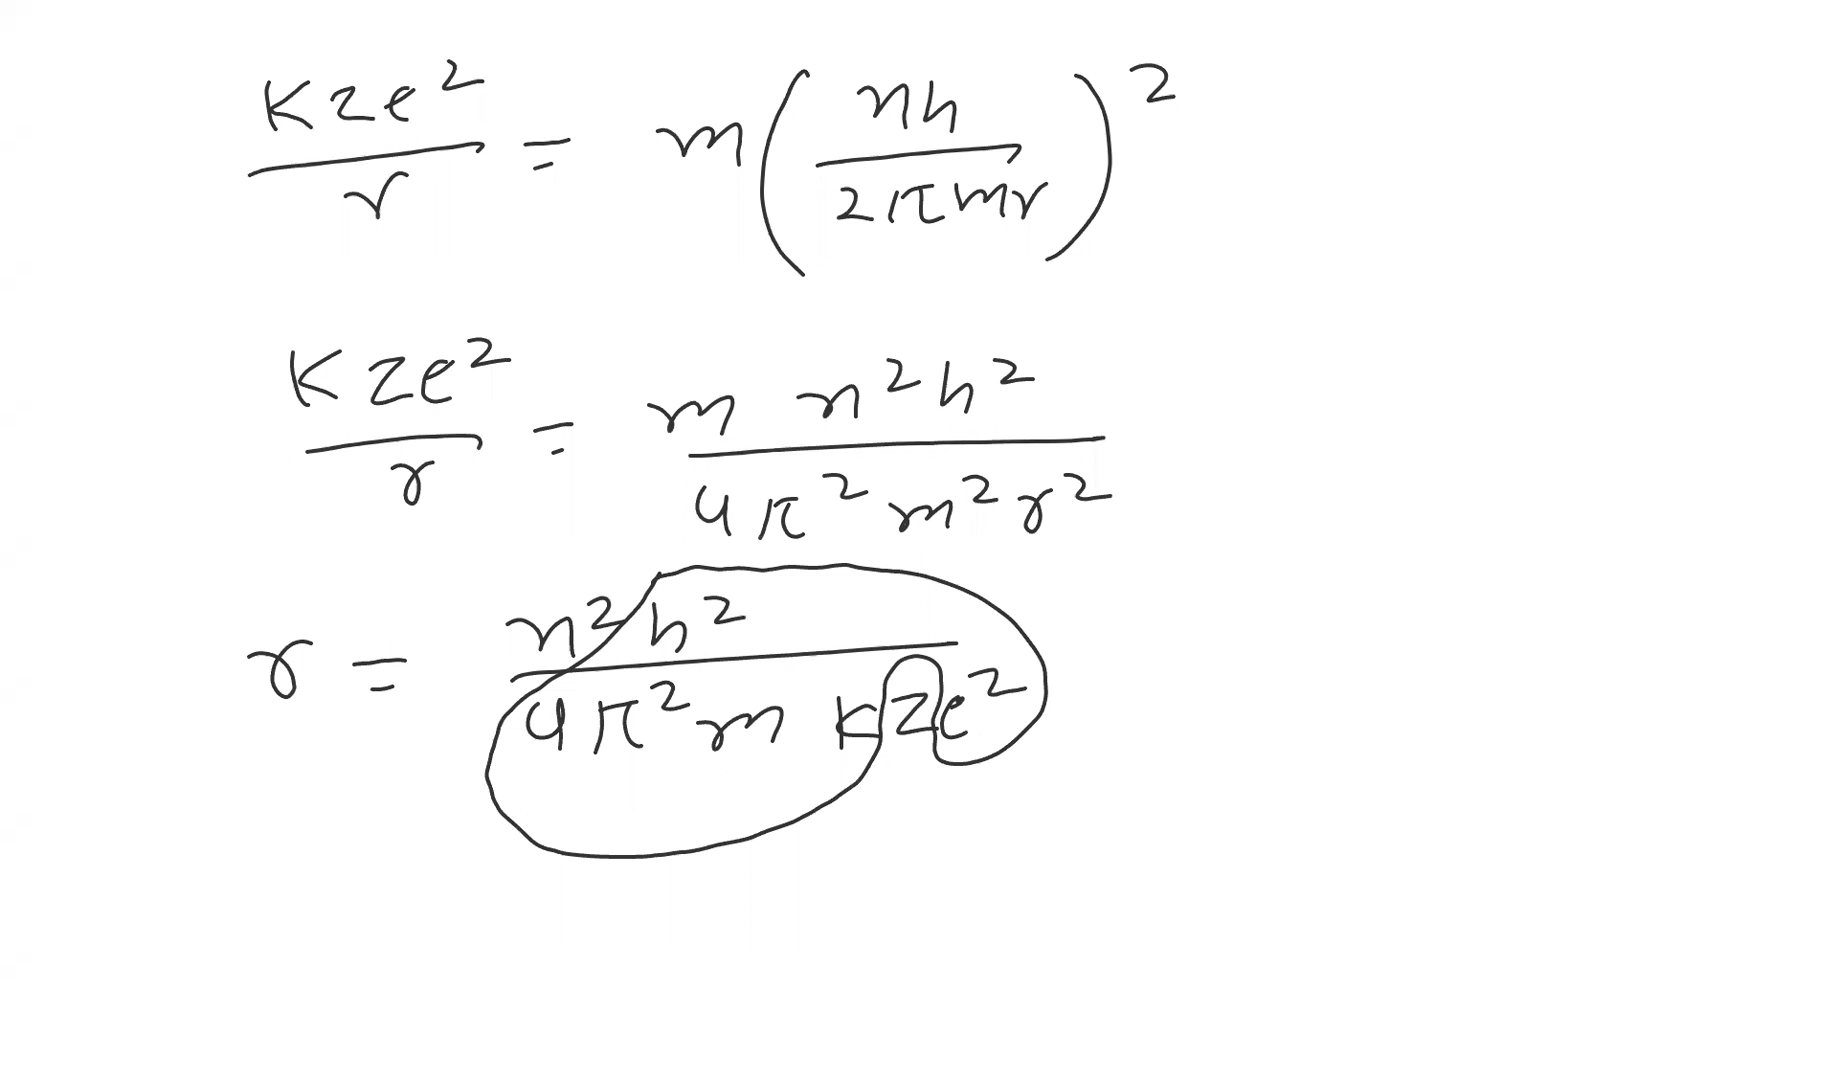 KZe²/r = m(nh/2πmr)²
KZe²/r = m n²h²/4π²m²r²
r = n²h²/4π²m KZe²